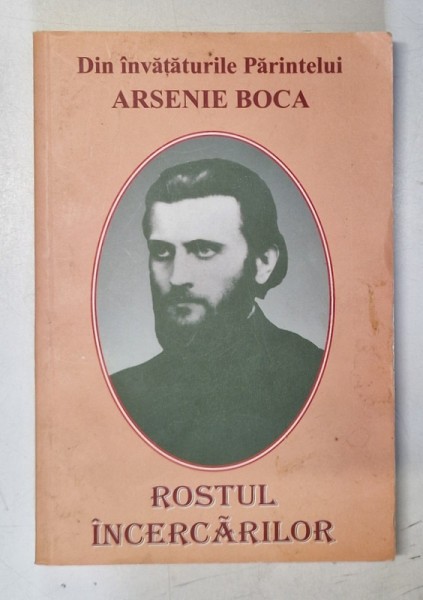 Din învățăturile Părintelui
ARSENIE BOCA
ROSTUL
ÎNCERCĂRILOR